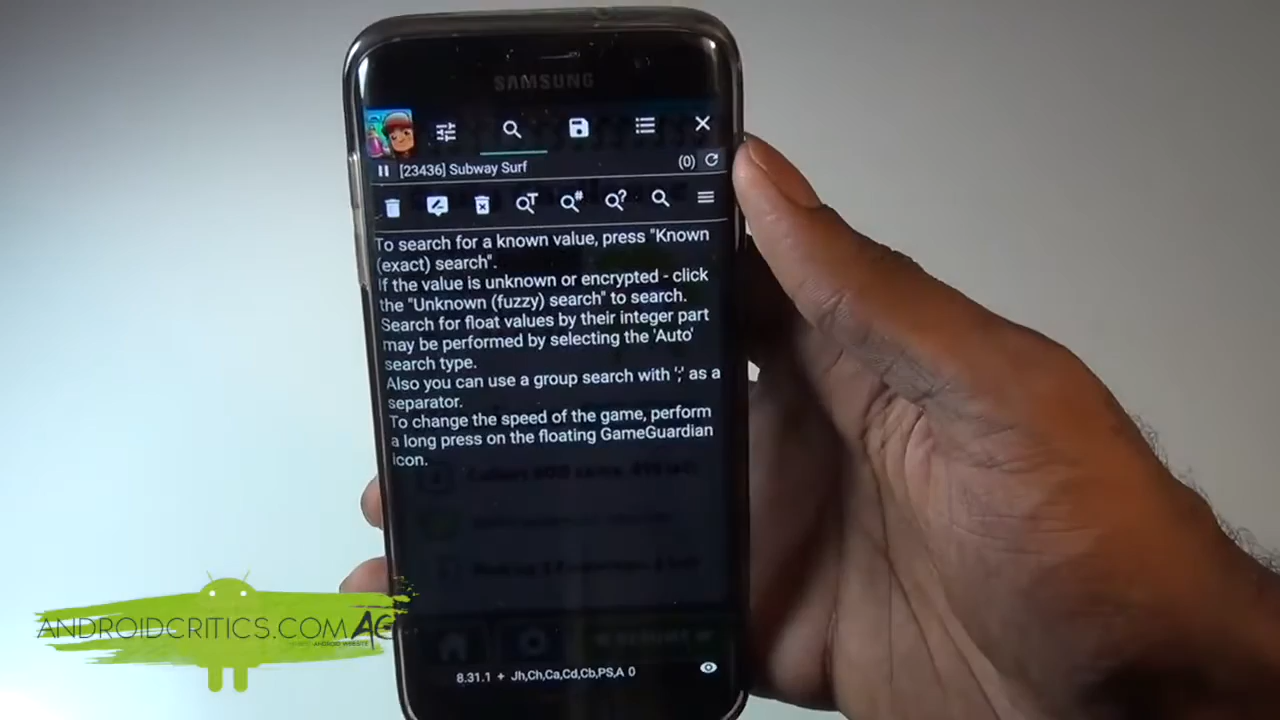 SAMSUNG
[23436] Subway Surf (0)
To search for a known value, press "Known
(exact) search".
If the value is unknown or encrypted - click
the "Unknown (fuzzy) search" to search.
Search for float values by their integer part
may be performed by selecting the 'Auto'
search type.
Also you can use a group search with ';' as a
separator.
To change the speed of the game, perform
a long press on the floating GameGuardian
icon.
8.31.1 + Jh,Ch,Ca,Cd,Cb,PS,A 0
ANDROIDCRITICS.COM AC
ANDROID WEBSITE